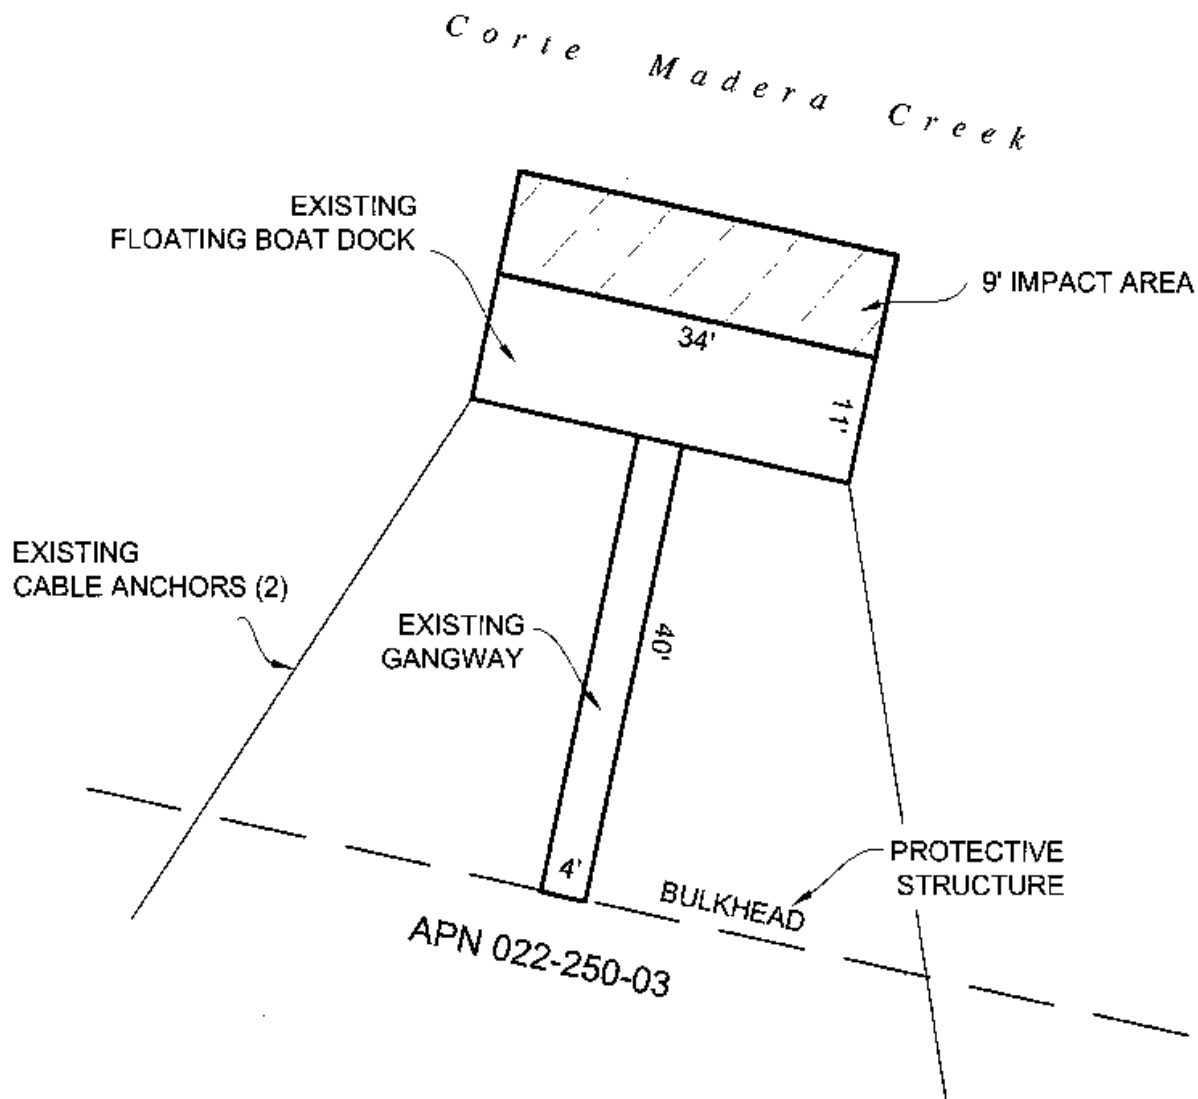 Corte Madera Creek
EXISTING
FLOATING BOAT DOCK
9' IMPACT AREA
34'
11'
EXISTING
CABLE ANCHORS (2)
EXISTING
GANGWAY
40'
4'
BULKHEAD
PROTECTIVE
STRUCTURE
APN 022-250-03